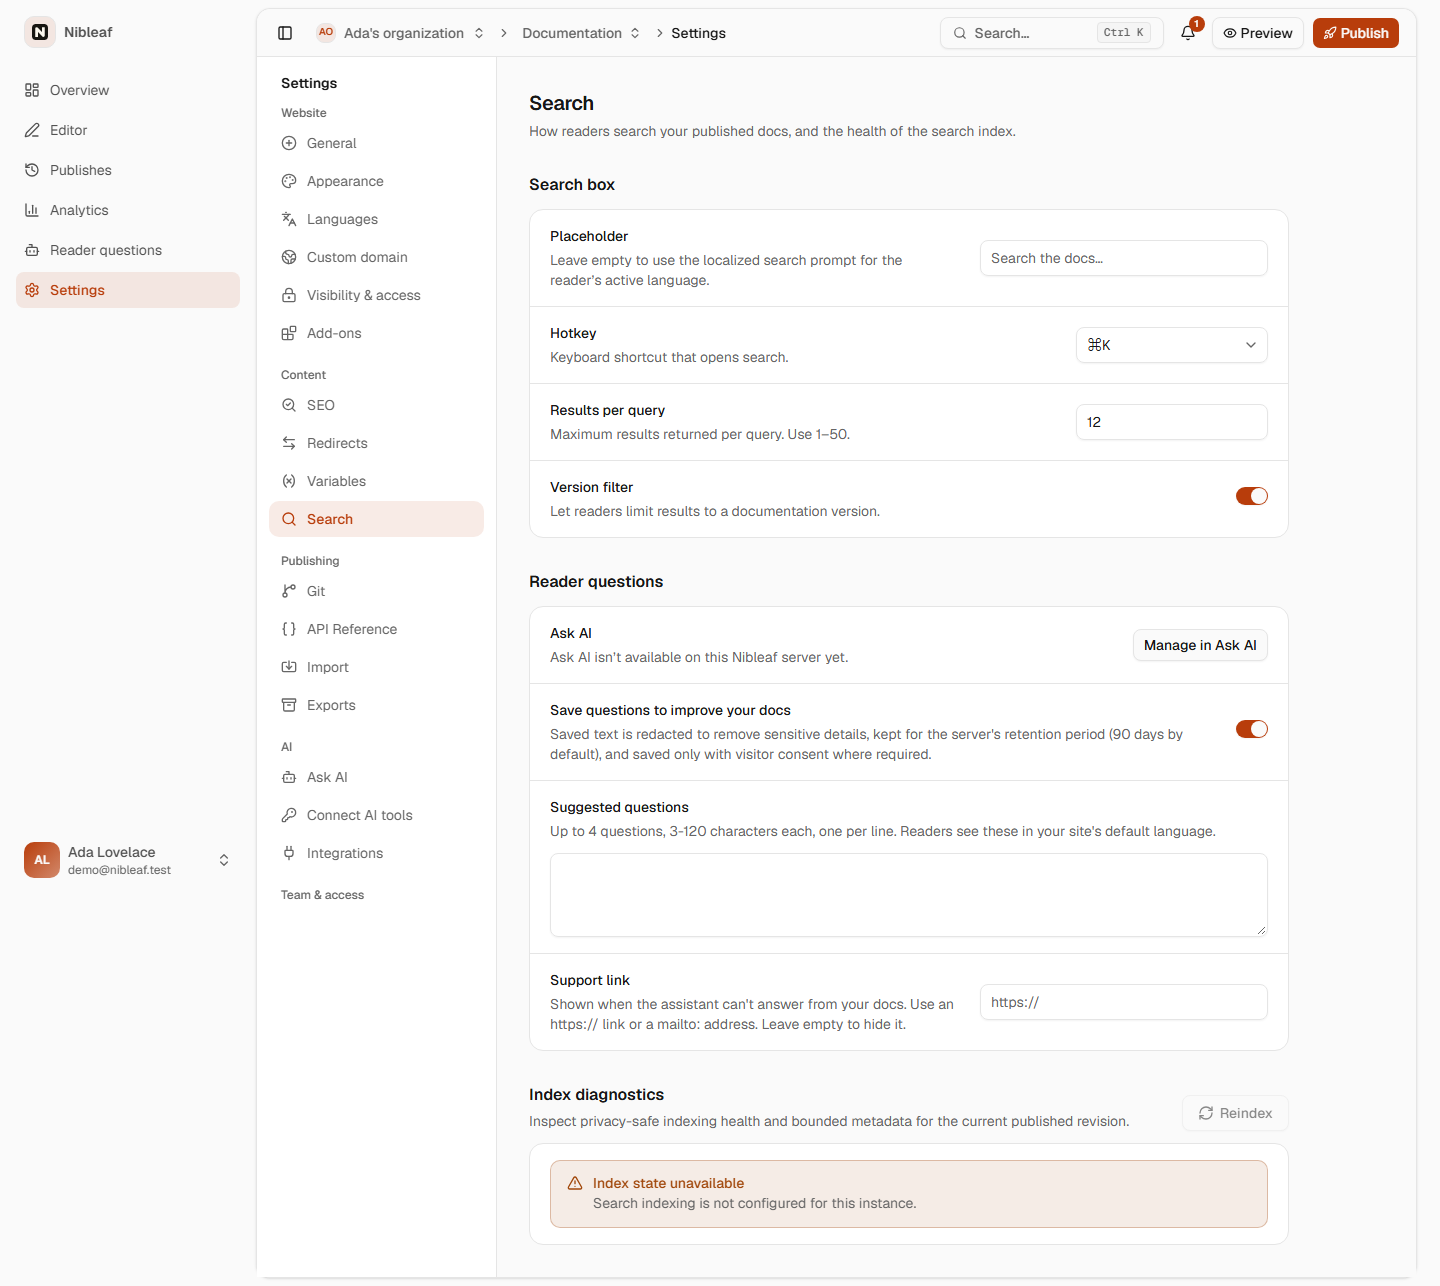 Nibleaf
Overview
Editor
Publishes
Analytics
Reader questions
Settings
Ada Lovelace
demo@nibleaf.test
AL
AO Ada's organization
Documentation
Settings
Search...
Ctrl K
1
Preview
Publish
Settings
Website
General
Appearance
Languages
Custom domain
Visibility & access
Add-ons
Content
SEO
Redirects
Variables
Search
Publishing
Git
API Reference
Import
Exports
AI
Ask AI
Connect AI tools
Integrations
Team & access
Search
How readers search your published docs, and the health of the search index.
Search box
Placeholder
Leave empty to use the localized search prompt for the
reader's active language.
Search the docs...
Hotkey
Keyboard shortcut that opens search.
⌘K
Results per query
Maximum results returned per query. Use 1–50.
12
Version filter
Let readers limit results to a documentation version.
Reader questions
Ask AI
Ask AI isn't available on this Nibleaf server yet.
Manage in Ask AI
Save questions to improve your docs
Saved text is redacted to remove sensitive details, kept for the server's retention period (90 days by
default), and saved only with visitor consent where required.
Suggested questions
Up to 4 questions, 3-120 characters each, one per line. Readers see these in your site's default language.
Support link
Shown when the assistant can't answer from your docs. Use an
https:// link or a mailto: address. Leave empty to hide it.
https://
Index diagnostics
Inspect privacy-safe indexing health and bounded metadata for the current published revision.
Reindex
Index state unavailable
Search indexing is not configured for this instance.